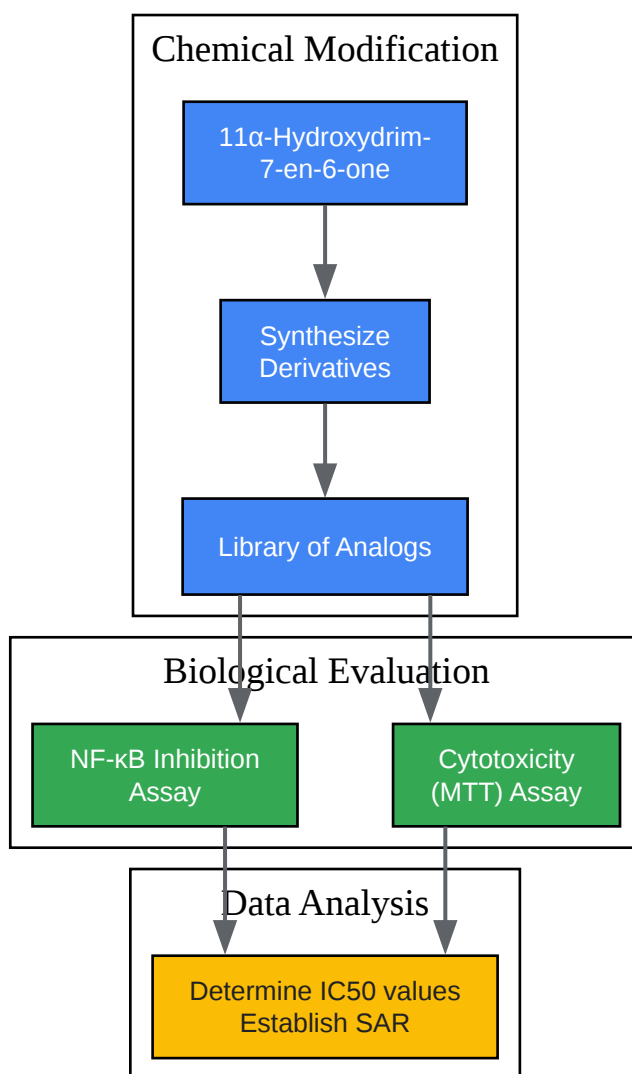 Chemical Modification
11α-Hydroxydrim-
7-en-6-one
Synthesize
Derivatives
Library of Analogs
Biological Evaluation
NF-κB Inhibition
Assay
Cytotoxicity
(MTT) Assay
Data Analysis
Determine IC50 values
Establish SAR